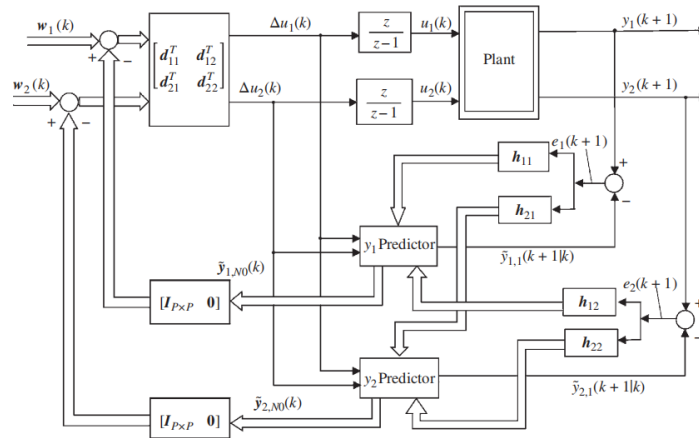 w₁(k)
Δu₁(k)
z
z−1
u₁(k)
y₁(k+1)
+ −
d₁₁ᵀ d₁₂ᵀ
d₂₁ᵀ d₂₂ᵀ
Plant
w₂(k)
Δu₂(k)
z
z−1
u₂(k)
y₂(k+1)
+ −
h₁₁
e₁(k+1)
+
−
h₂₁
y₁ Predictor
ỹ₁,₁(k+1|k)
ỹ₁,N0(k)
[I_{P×P} 0]
h₁₂
e₂(k+1)
+
−
h₂₂
y₂ Predictor
ỹ₂,₁(k+1|k)
ỹ₂,N0(k)
[I_{P×P} 0]